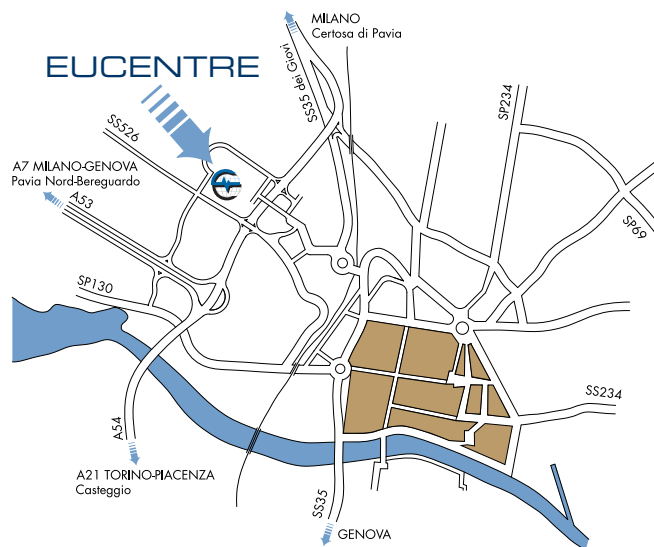 MILANO
Certosa di Pavia
EUCENTRE
SS35 dei Giovi
SP234
SS526
A7 MILANO-GENOVA
Pavia Nord-Bereguardo
A53
SP69
SP130
SS234
A54
A21 TORINO-PIACENZA
Casteggio
SS35
GENOVA